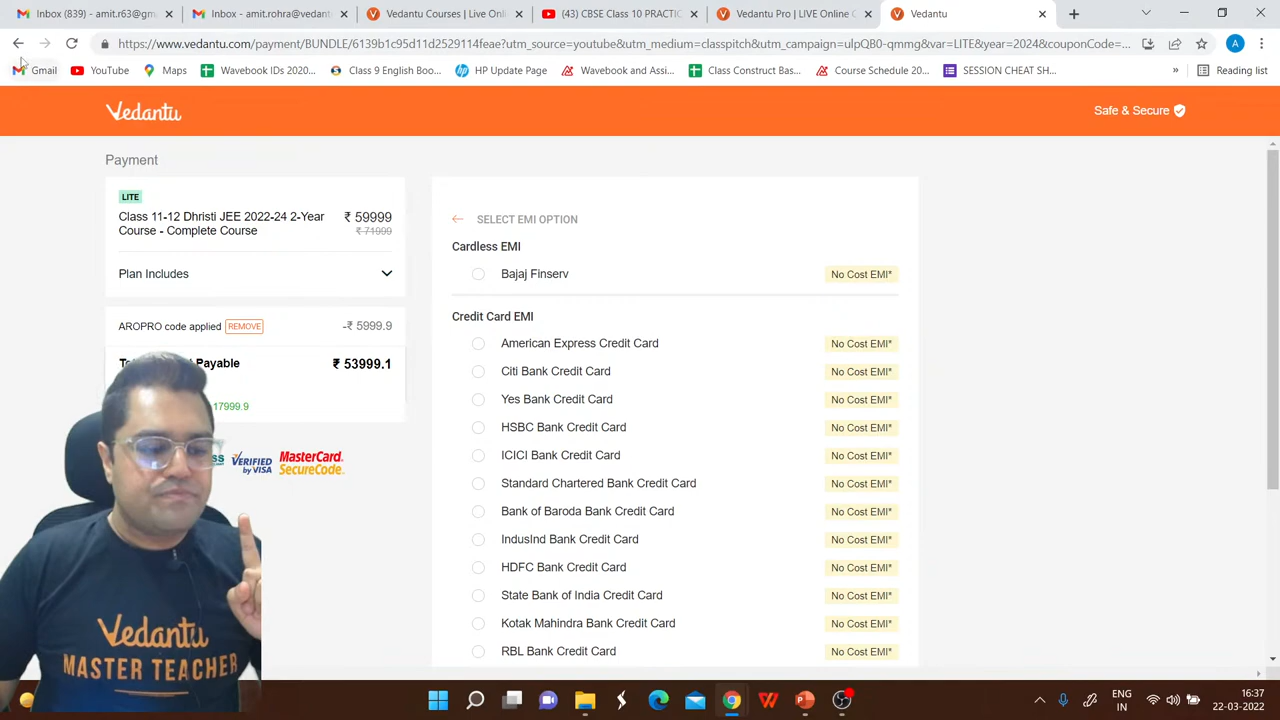 Inbox (839) - amit.r63@gm
Inbox - amit.rohra@vedant
Vedantu Courses | Live Onl
(43) CBSE Class 10 PRACTIC
Vedantu Pro | LIVE Online C
Vedantu
https://www.vedantu.com/payment/BUNDLE/6139b1c95d11d2529114feae?utm_source=youtube&utm_medium=classpitch&utm_campaign=ulpQB0-qmmg&var=LITE&year=2024&couponCode=...
A
Gmail
YouTube
Maps
Wavebook IDs 2020...
Class 9 English Boo...
HP Update Page
Wavebook and Assi...
Class Construct Bas...
Course Schedule 20...
SESSION CHEAT SH...
»
Reading list
Vedantu
Safe & Secure
Payment
LITE
Class 11-12 Dhristi JEE 2022-24 2-Year
Course - Complete Course
₹ 59999
₹ 71999
Plan Includes
AROPRO code applied REMOVE -₹ 5999.9
Payable ₹ 53999.1
17999.9
VERIFIED by VISA
MasterCard.
SecureCode.
SELECT EMI OPTION
Cardless EMI
Bajaj Finserv No Cost EMI*
Credit Card EMI
American Express Credit Card No Cost EMI*
Citi Bank Credit Card No Cost EMI*
Yes Bank Credit Card No Cost EMI*
HSBC Bank Credit Card No Cost EMI*
ICICI Bank Credit Card No Cost EMI*
Standard Chartered Bank Credit Card No Cost EMI*
Bank of Baroda Bank Credit Card No Cost EMI*
IndusInd Bank Credit Card No Cost EMI*
HDFC Bank Credit Card No Cost EMI*
State Bank of India Credit Card No Cost EMI*
Kotak Mahindra Bank Credit Card No Cost EMI*
RBL Bank Credit Card No Cost EMI*
Vedantu
MASTER TEACHER
ENG
IN
16:37
22-03-2022